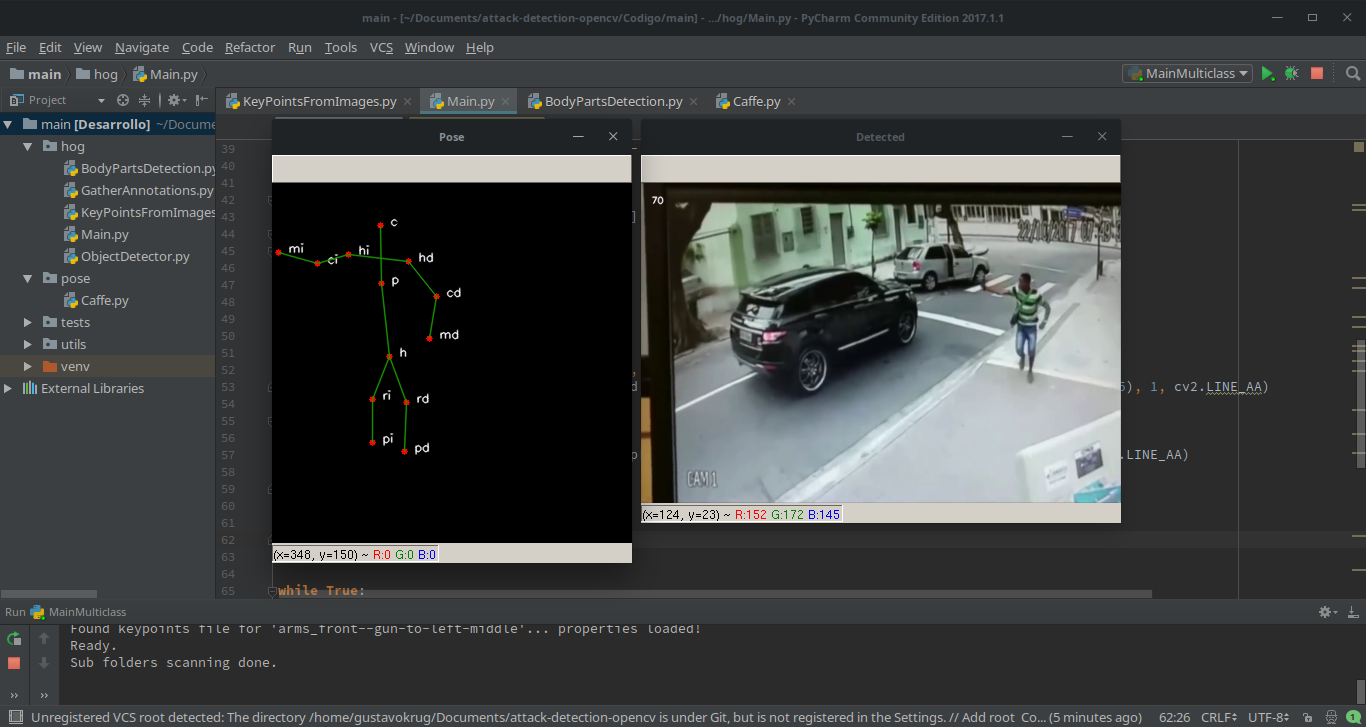 main - [~/Documents/attack-detection-opencv/Codigo/main] - .../hog/Main.py - PyCharm Community Edition 2017.1.1
File Edit View Navigate Code Refactor Run Tools VCS Window Help
main hog Main.py MainMulticlass
Project KeyPointsFromImages.py Main.py BodyPartsDetection.py Caffe.py
main [Desarrollo] ~/Docume
hog
BodyPartsDetection.py
GatherAnnotations.py
KeyPointsFromImages
Main.py
ObjectDetector.py
pose
Caffe.py
tests
utils
venv
External Libraries
39
40
41
42
43
44
45
46
47
48
49
50
51
52
53
54
55
56
57
58
59
60
61
62
63
64
65
Pose
c
mi
ci
hi
hd
p
cd
md
h
ri
rd
pi
pd
(x=348, y=150) ~ R:0 G:0 B:0
Detected
70
22/10/2017
CAM 1
(x=124, y=23) ~ R:152 G:172 B:145
), 1, cv2.LINE_AA)
.LINE_AA)
while True:
Run MainMulticlass
Found keypoints file for 'arms_front--gun-to-left-middle'... properties loaded!
Ready.
Sub folders scanning done.
Unregistered VCS root detected: The directory /home/gustavokrug/Documents/attack-detection-opencv is under Git, but is not registered in the Settings. // Add root Co... (5 minutes ago) 62:26 CRLF UTF-8 1